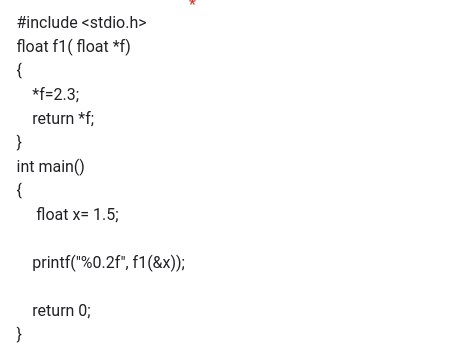 *
#include <stdio.h>
float f1( float *f)
{
*f=2.3;
return *f;
}
int main()
{
float x= 1.5;
printf("%0.2f", f1(&x));
return 0;
}